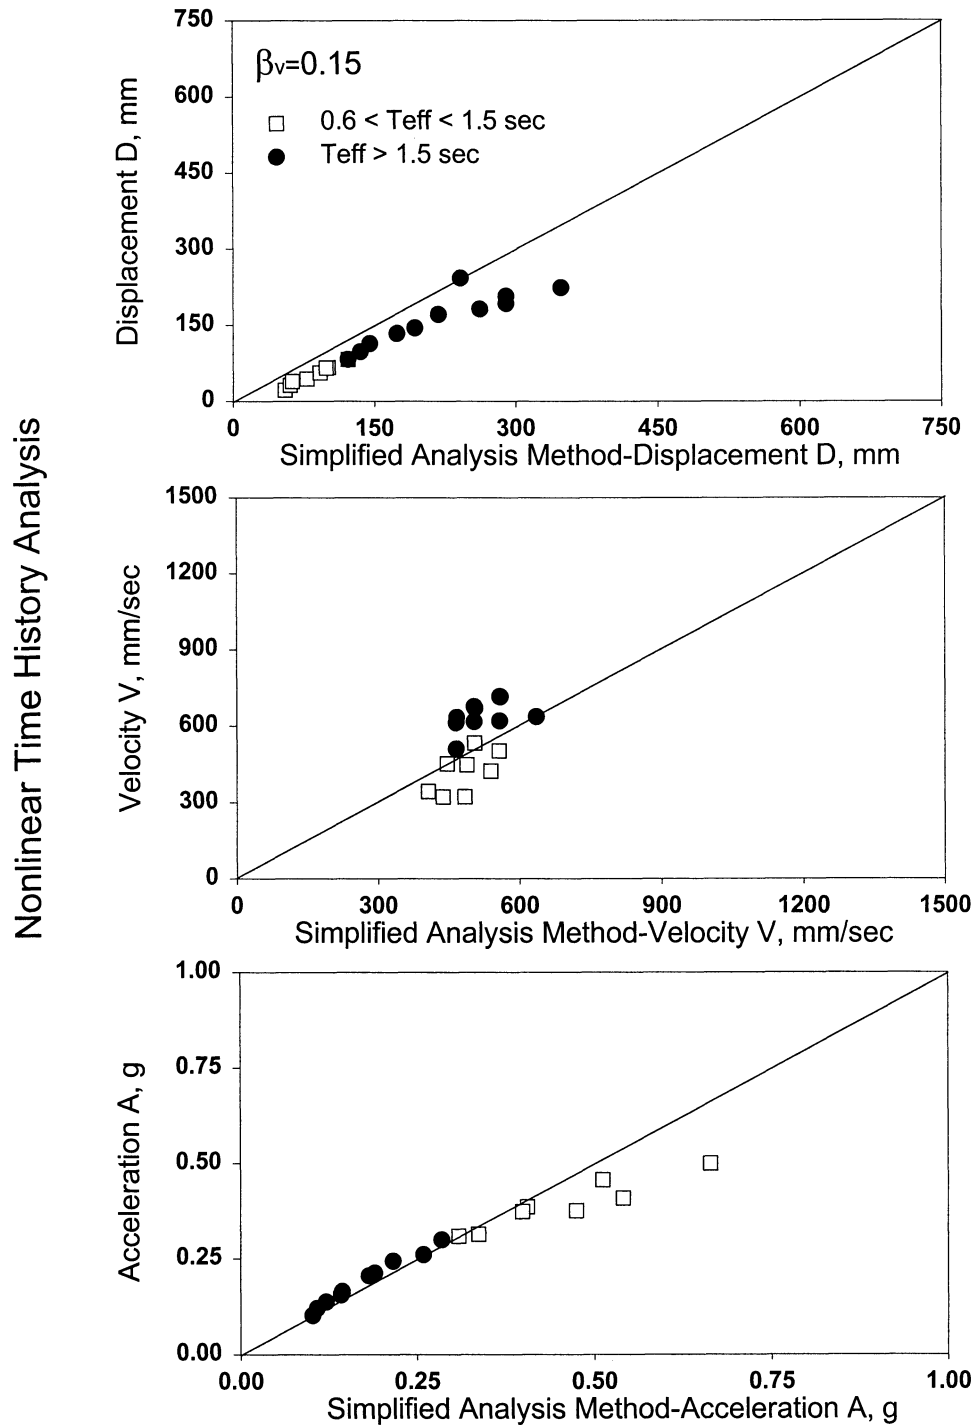 Nonlinear Time History Analysis
Displacement D, mm
750
600
450
300
150
0
βv=0.15
0.6 < Teff < 1.5 sec
Teff > 1.5 sec
0 150 300 450 600 750
Simplified Analysis Method-Displacement D, mm
Velocity V, mm/sec
1500
1200
900
600
300
0
0 300 600 900 1200 1500
Simplified Analysis Method-Velocity V, mm/sec
Acceleration A, g
1.00
0.75
0.50
0.25
0.00
0.00 0.25 0.50 0.75 1.00
Simplified Analysis Method-Acceleration A, g